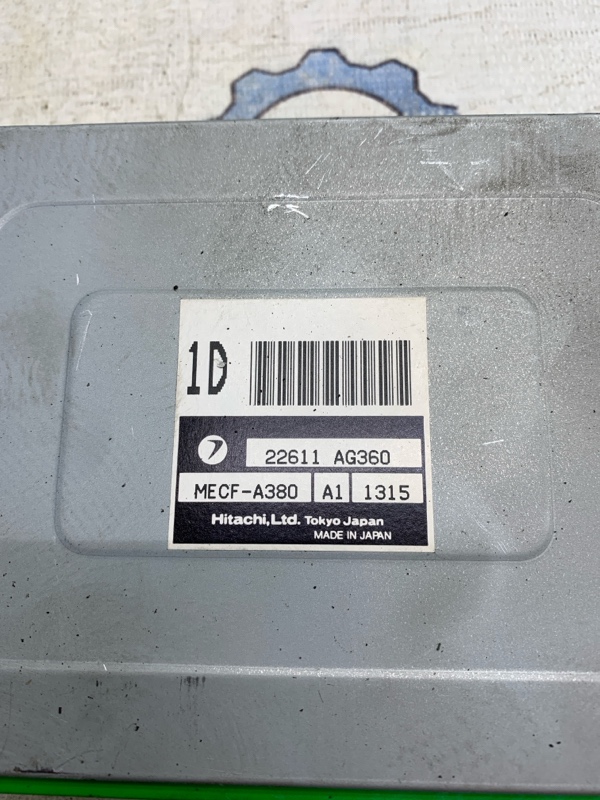 1D
22611 AG360
MECF-A380 A1 1315
Hitachi,Ltd. Tokyo Japan
MADE IN JAPAN